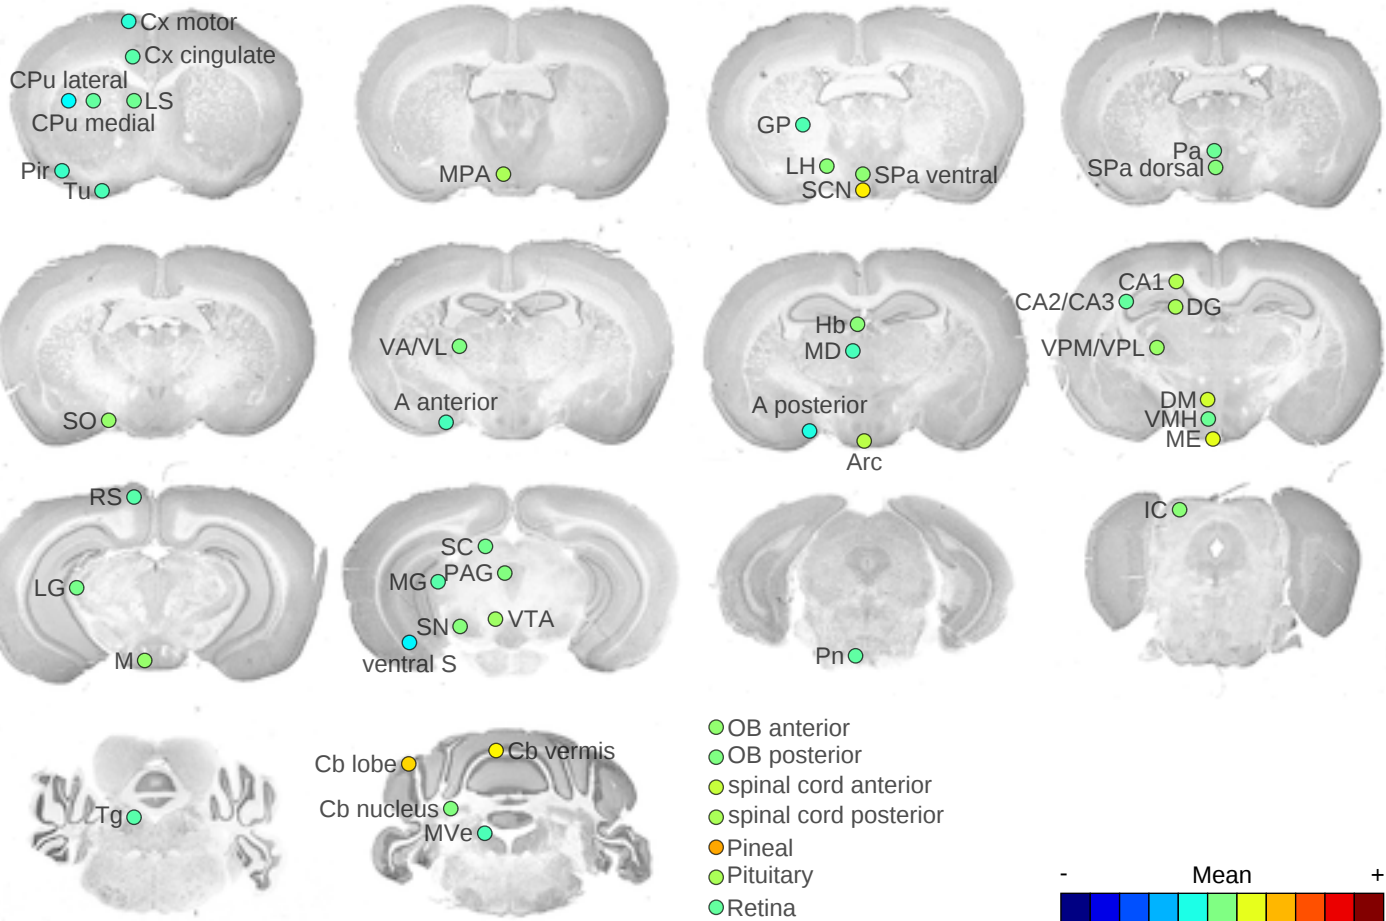 Cx motor
Cx cingulate
CPu lateral
LS
CPu medial
Pir
Tu
MPA
GP
LH
SPa ventral
SCN
Pa
SPa dorsal
SO
VA/VL
A anterior
Hb
MD
A posterior
Arc
CA1
CA2/CA3
DG
VPM/VPL
DM
VMH
ME
RS
LG
M
SC
PAG
MG
VTA
SN
ventral S
Pn
IC
Tg
Cb vermis
Cb lobe
Cb nucleus
MVe
OB anterior
OB posterior
spinal cord anterior
spinal cord posterior
Pineal
Pituitary
Retina
- Mean +